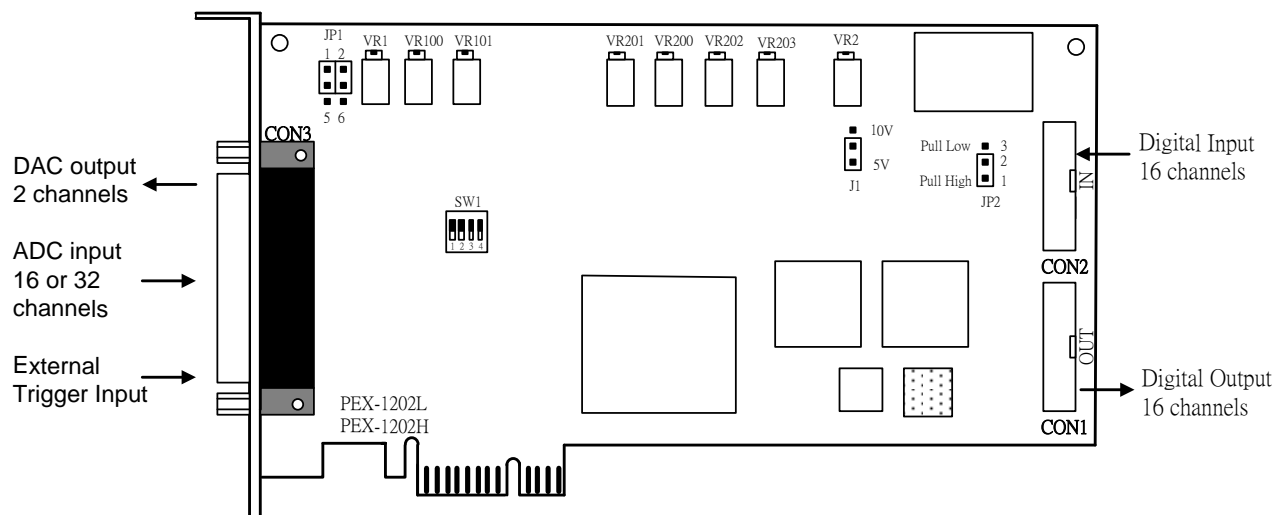 JP1
1 2
5 6
VR1
VR100
VR101
VR201
VR200
VR202
VR203
VR2
CON3
DAC output
2 channels
ADC input
16 or 32
channels
External
Trigger Input
SW1
1 2 3 4
10V
5V
J1
Pull Low
3
2
Pull High
1
JP2
IN
CON2
Digital Input
16 channels
OUT
CON1
Digital Output
16 channels
PEX-1202L
PEX-1202H